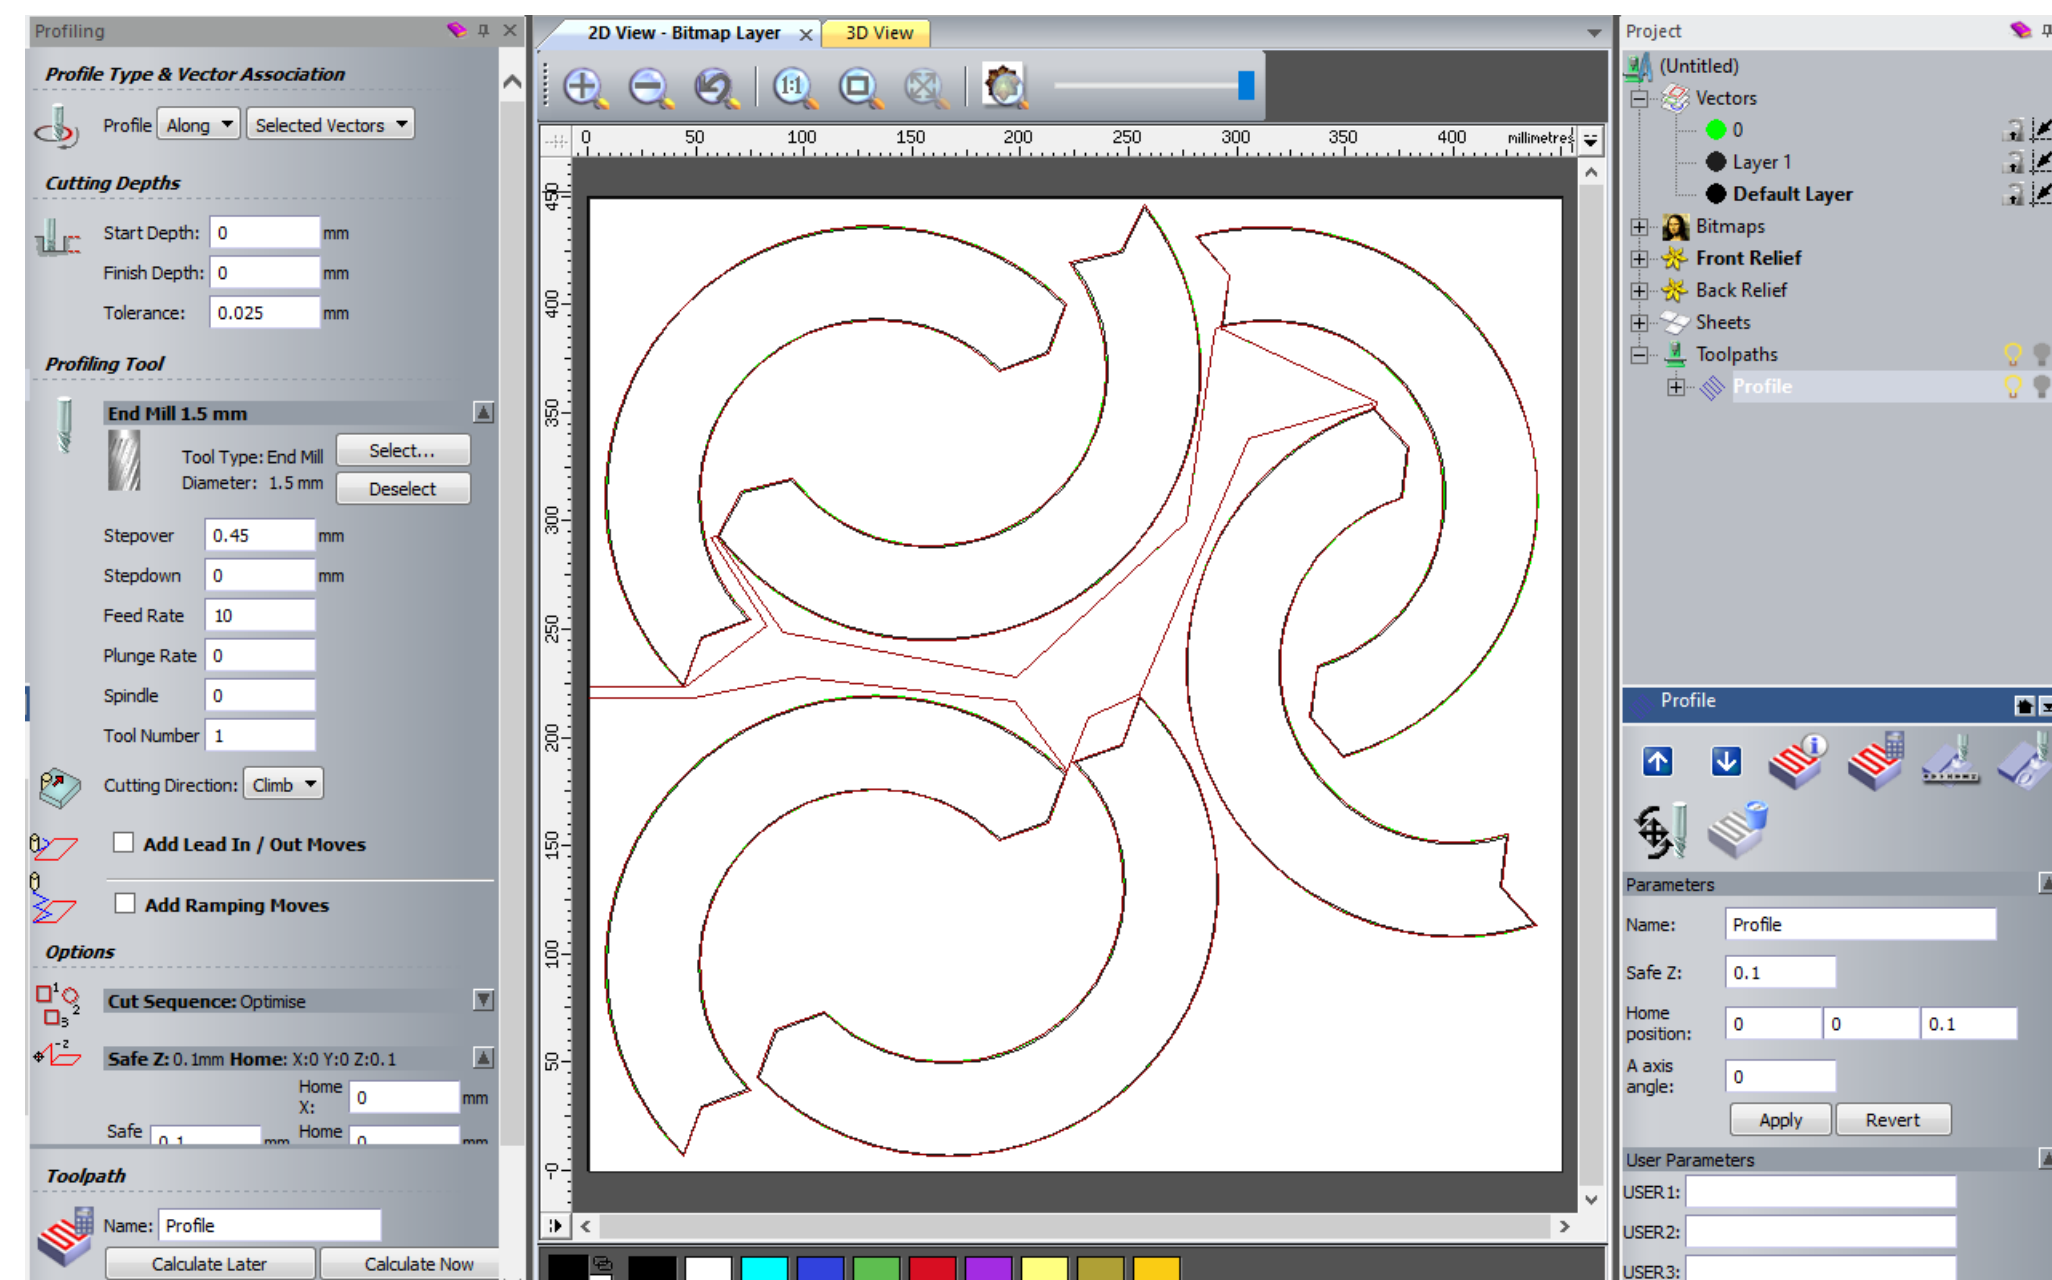 Profiling
Profile Type & Vector Association
Profile Along Selected Vectors
Cutting Depths
Start Depth: 0 mm
Finish Depth: 0 mm
Tolerance: 0.025 mm
Profiling Tool
End Mill 1.5 mm
Tool Type: End Mill
Diameter: 1.5 mm
Select...
Deselect
Stepover 0.45 mm
Stepdown 0 mm
Feed Rate 10
Plunge Rate 0
Spindle 0
Tool Number 1
Cutting Direction: Climb
Add Lead In / Out Moves
Add Ramping Moves
Options
Cut Sequence: Optimise
Safe Z: 0.1mm Home: X:0 Y:0 Z:0.1
Home X: 0 mm
Safe 0.1 mm Home 0 mm
Toolpath
Name: Profile
Calculate Later Calculate Now
2D View - Bitmap Layer
3D View
1:1
0 50 100 150 200 250 300 350 400 millimetres
450
400
350
300
250
200
150
100
50
0
Project
(Untitled)
Vectors
0
Layer 1
Default Layer
Bitmaps
Front Relief
Back Relief
Sheets
Toolpaths
Profile
Profile
Parameters
Name: Profile
Safe Z: 0.1
Home position: 0 0 0.1
A axis angle: 0
Apply Revert
User Parameters
USER1:
USER2:
USER3: